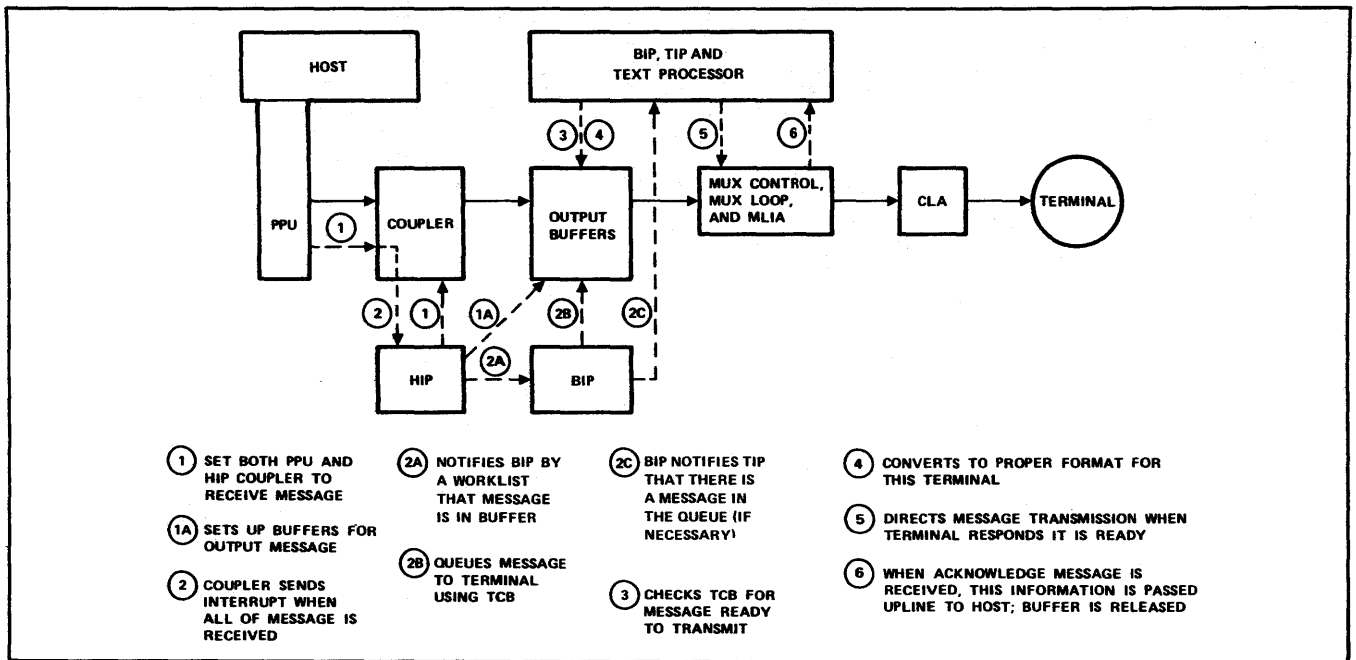 HOST
BIP, TIP AND
TEXT PROCESSOR
3
4
5
6
PPU
COUPLER
OUTPUT
BUFFERS
MUX CONTROL,
MUX LOOP,
AND MLIA
CLA
TERMINAL
1
2
1
1A
2B
2C
2A
HIP
BIP
1 SET BOTH PPU AND
HIP COUPLER TO
RECEIVE MESSAGE
1A SETS UP BUFFERS FOR
OUTPUT MESSAGE
2 COUPLER SENDS
INTERRUPT WHEN
ALL OF MESSAGE IS
RECEIVED
2A NOTIFIES BIP BY
A WORKLIST
THAT MESSAGE
IS IN BUFFER
2B QUEUES MESSAGE
TO TERMINAL
USING TCB
2C BIP NOTIFIES TIP
THAT THERE IS
A MESSAGE IN
THE QUEUE (IF
NECESSARY)
3 CHECKS TCB FOR
MESSAGE READY
TO TRANSMIT
4 CONVERTS TO PROPER FORMAT FOR
THIS TERMINAL
5 DIRECTS MESSAGE TRANSMISSION WHEN
TERMINAL RESPONDS IT IS READY
6 WHEN ACKNOWLEDGE MESSAGE IS
RECEIVED, THIS INFORMATION IS PASSED
UPLINE TO HOST; BUFFER IS RELEASED